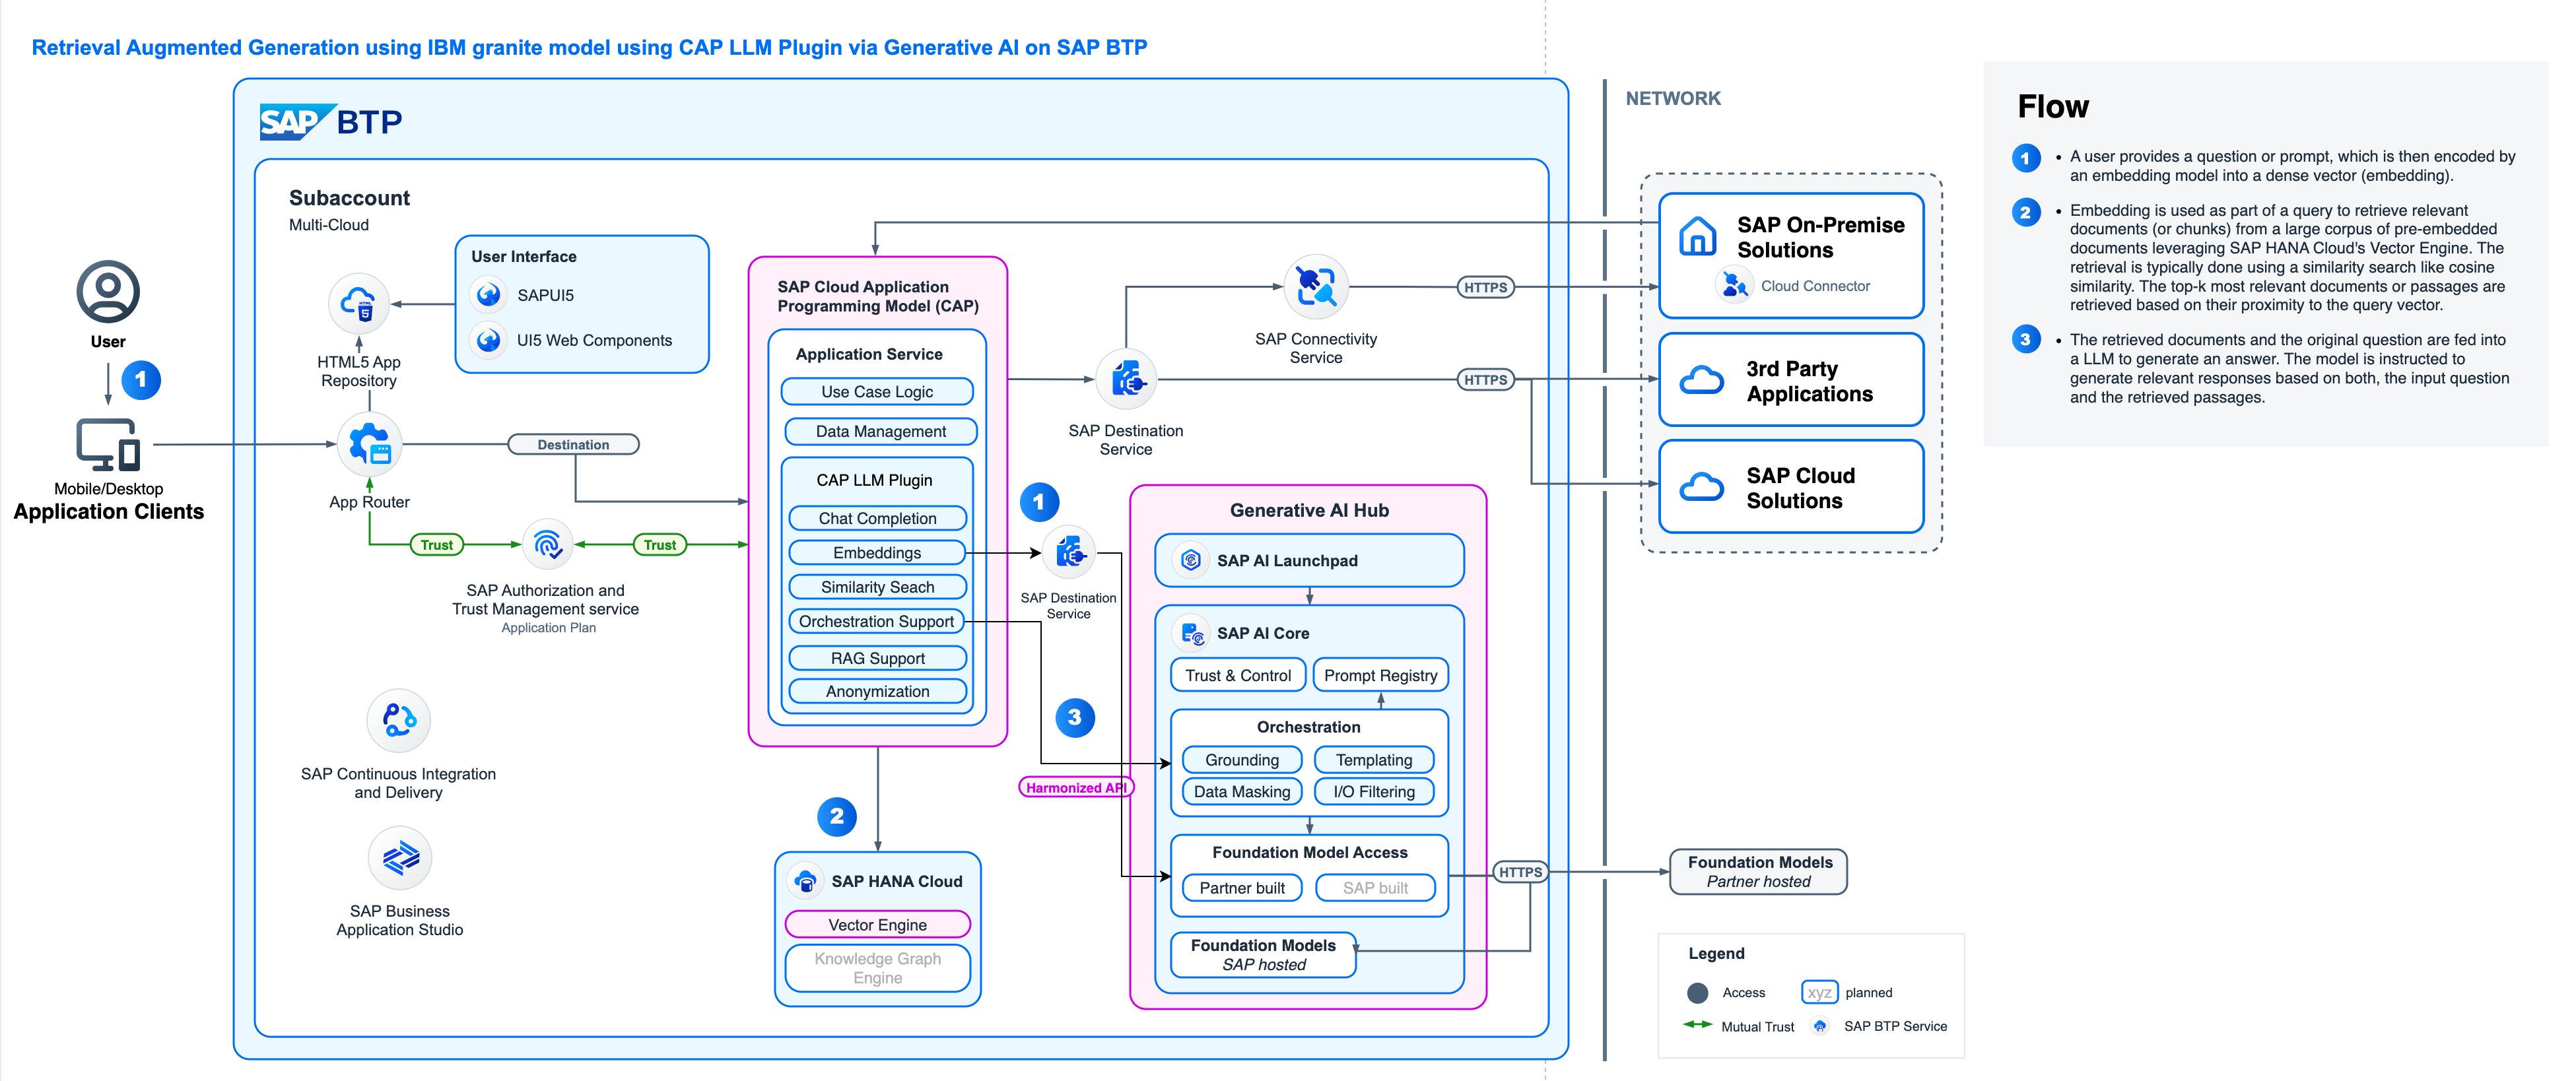 Retrieval Augmented Generation using IBM granite model using CAP LLM Plugin via Generative AI on SAP BTP
SAP BTP
Subaccount
Multi-Cloud
User
1
Mobile/Desktop
Application Clients
HTML5 App
Repository
User Interface
SAPUI5
UI5 Web Components
App Router
Destination
Trust
Trust
SAP Authorization and
Trust Management service
Application Plan
SAP Continuous Integration
and Delivery
SAP Business
Application Studio
SAP Cloud Application
Programming Model (CAP)
Application Service
Use Case Logic
Data Management
CAP LLM Plugin
Chat Completion
Embeddings
Similarity Seach
Orchestration Support
RAG Support
Anonymization
2
SAP HANA Cloud
Vector Engine
Knowledge Graph
Engine
SAP Connectivity
Service
SAP Destination
Service
HTTPS
HTTPS
1
SAP Destination
Service
3
Harmonized API
Generative AI Hub
SAP AI Launchpad
SAP AI Core
Trust & Control
Prompt Registry
Orchestration
Grounding
Templating
Data Masking
I/O Filtering
Foundation Model Access
Partner built
SAP built
Foundation Models
SAP hosted
HTTPS
NETWORK
SAP On-Premise
Solutions
Cloud Connector
3rd Party
Applications
SAP Cloud
Solutions
Foundation Models
Partner hosted
Legend
Access
xyz planned
Mutual Trust
SAP BTP Service
Flow
1 • A user provides a question or prompt, which is then encoded by
an embedding model into a dense vector (embedding).
2 • Embedding is used as part of a query to retrieve relevant
documents (or chunks) from a large corpus of pre-embedded
documents leveraging SAP HANA Cloud's Vector Engine. The
retrieval is typically done using a similarity search like cosine
similarity. The top-k most relevant documents or passages are
retrieved based on their proximity to the query vector.
3 • The retrieved documents and the original question are fed into
a LLM to generate an answer. The model is instructed to
generate relevant responses based on both, the input question
and the retrieved passages.